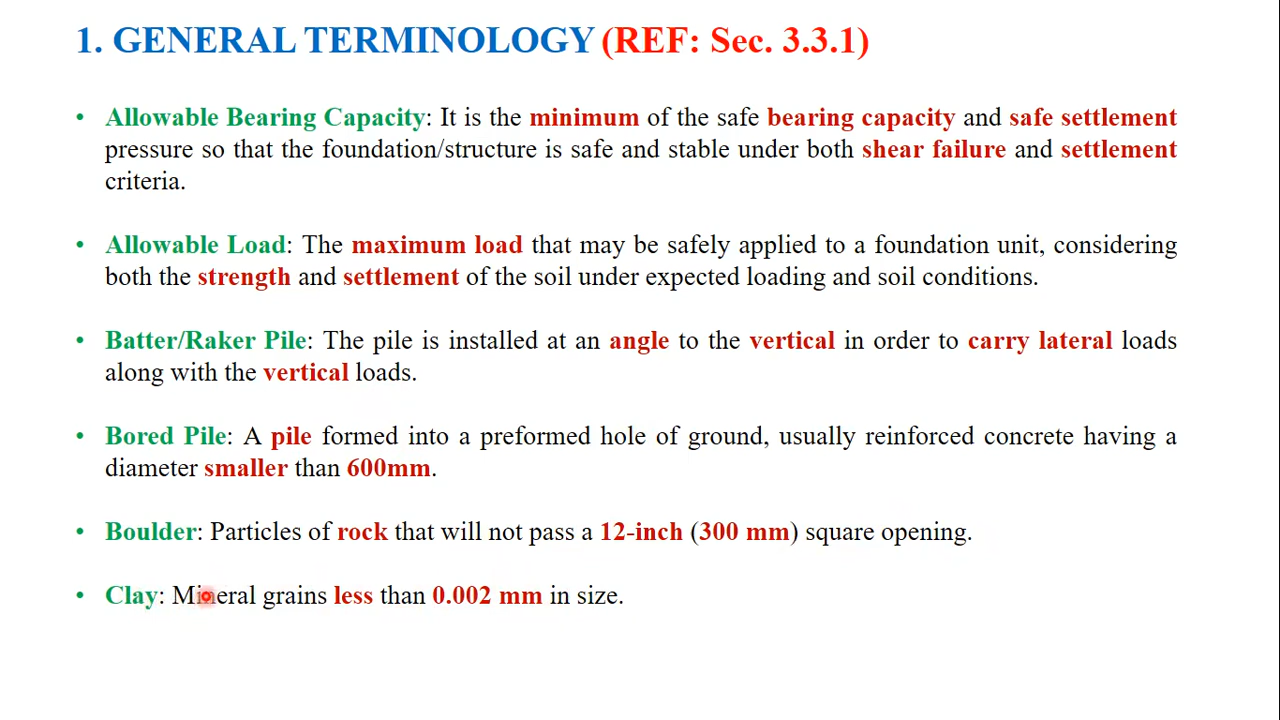 1. GENERAL TERMINOLOGY (REF: Sec. 3.3.1)
• Allowable Bearing Capacity: It is the minimum of the safe bearing capacity and safe settlement
pressure so that the foundation/structure is safe and stable under both shear failure and settlement
criteria.
• Allowable Load: The maximum load that may be safely applied to a foundation unit, considering
both the strength and settlement of the soil under expected loading and soil conditions.
• Batter/Raker Pile: The pile is installed at an angle to the vertical in order to carry lateral loads
along with the vertical loads.
• Bored Pile: A pile formed into a preformed hole of ground, usually reinforced concrete having a
diameter smaller than 600mm.
• Boulder: Particles of rock that will not pass a 12-inch (300 mm) square opening.
• Clay: Mineral grains less than 0.002 mm in size.